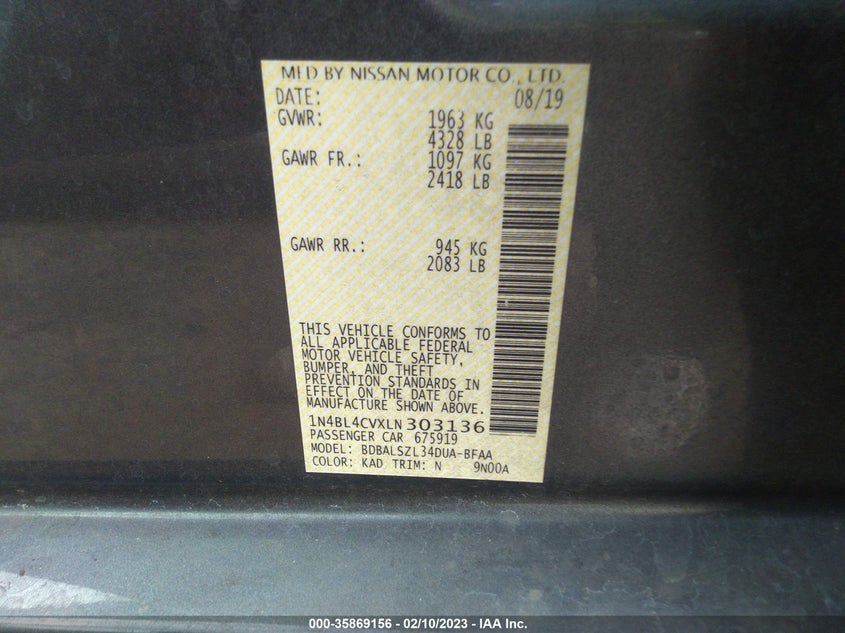 MFD BY NISSAN MOTOR CO., LTD.
DATE: 08/19
GVWR: 1963 KG
4328 LB
GAWR FR.: 1097 KG
2418 LB
GAWR RR.: 945 KG
2083 LB
THIS VEHICLE CONFORMS TO
ALL APPLICABLE FEDERAL
MOTOR VEHICLE SAFETY,
BUMPER, AND THEFT
PREVENTION STANDARDS IN
EFFECT ON THE DATE OF
MANUFACTURE SHOWN ABOVE.
1N4BL4CVXLN303136
PASSENGER CAR 675919
MODEL: BDBALSZL34DUA-BFAA
COLOR: KAD TRIM: N 9N00A
000-35869156 — 02/10/2023 — IAA Inc.